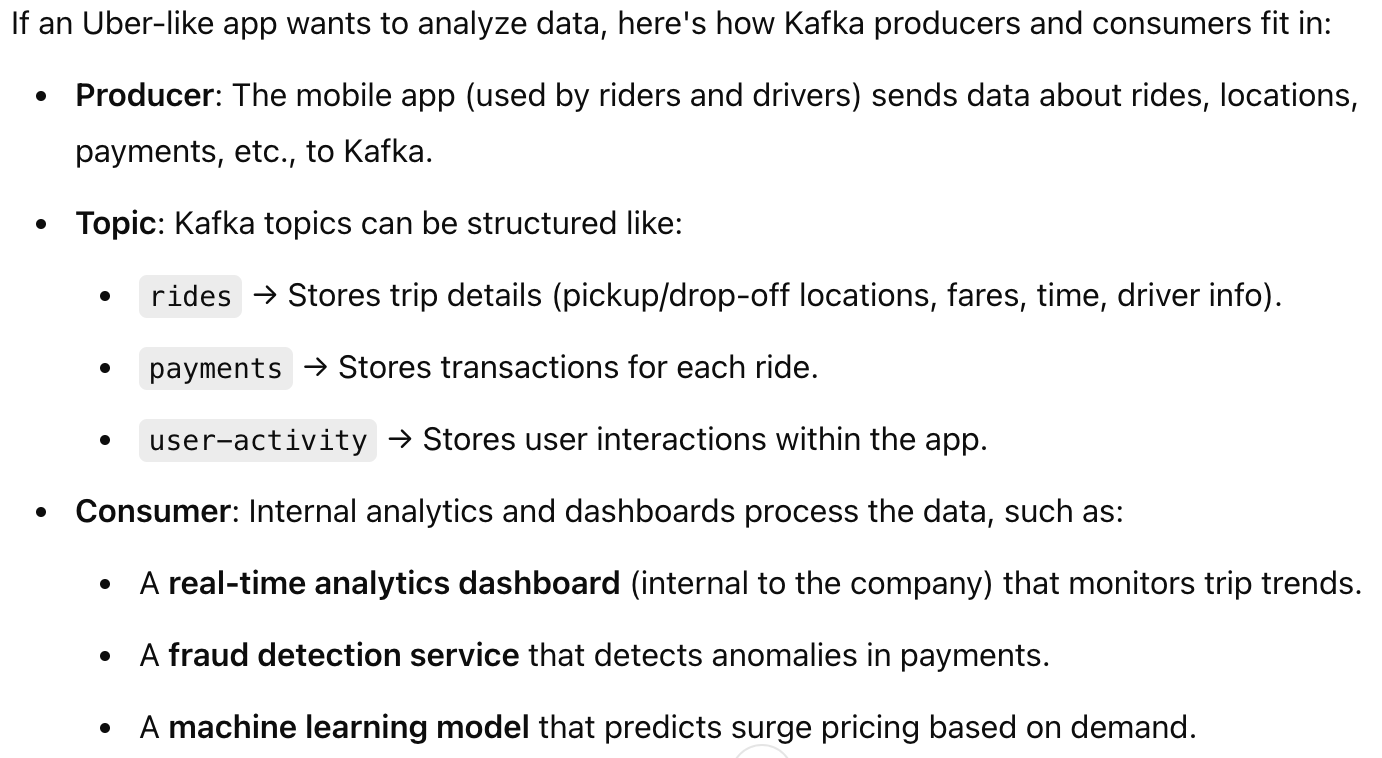 If an Uber-like app wants to analyze data, here's how Kafka producers and consumers fit in:
• Producer: The mobile app (used by riders and drivers) sends data about rides, locations,
payments, etc., to Kafka.
• Topic: Kafka topics can be structured like:
• rides → Stores trip details (pickup/drop-off locations, fares, time, driver info).
• payments → Stores transactions for each ride.
• user-activity → Stores user interactions within the app.
• Consumer: Internal analytics and dashboards process the data, such as:
• A real-time analytics dashboard (internal to the company) that monitors trip trends.
• A fraud detection service that detects anomalies in payments.
• A machine learning model that predicts surge pricing based on demand.